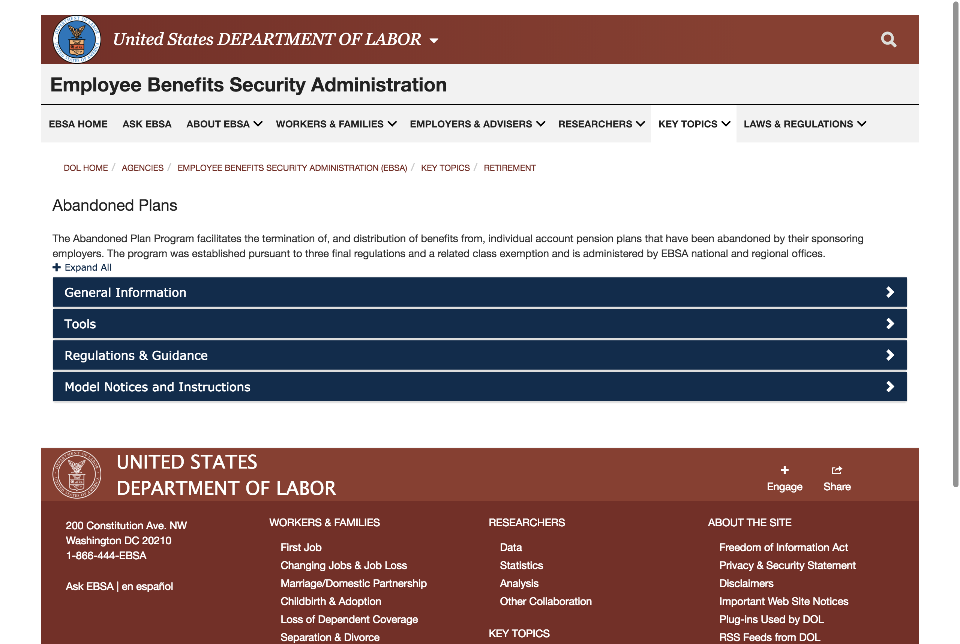 United States DEPARTMENT OF LABOR
Employee Benefits Security Administration
EBSA HOME ASK EBSA ABOUT EBSA WORKERS & FAMILIES EMPLOYERS & ADVISERS RESEARCHERS KEY TOPICS LAWS & REGULATIONS
DOL HOME / AGENCIES / EMPLOYEE BENEFITS SECURITY ADMINISTRATION (EBSA) / KEY TOPICS / RETIREMENT
Abandoned Plans
The Abandoned Plan Program facilitates the termination of, and distribution of benefits from, individual account pension plans that have been abandoned by their sponsoring
employers. The program was established pursuant to three final regulations and a related class exemption and is administered by EBSA national and regional offices.
Expand All
General Information
Tools
Regulations & Guidance
Model Notices and Instructions
UNITED STATES
DEPARTMENT OF LABOR
Engage
Share
200 Constitution Ave. NW
Washington DC 20210
1-866-444-EBSA
Ask EBSA | en español
WORKERS & FAMILIES
First Job
Changing Jobs & Job Loss
Marriage/Domestic Partnership
Childbirth & Adoption
Loss of Dependent Coverage
Separation & Divorce
RESEARCHERS
Data
Statistics
Analysis
Other Collaboration
KEY TOPICS
ABOUT THE SITE
Freedom of Information Act
Privacy & Security Statement
Disclaimers
Important Web Site Notices
Plug-ins Used by DOL
RSS Feeds from DOL